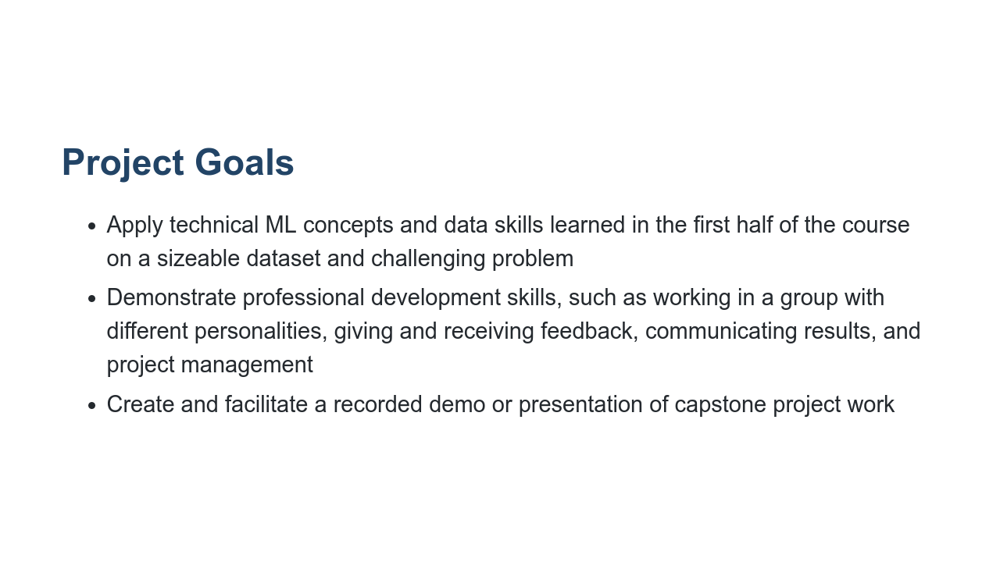 Project Goals
• Apply technical ML concepts and data skills learned in the first half of the course
on a sizeable dataset and challenging problem
• Demonstrate professional development skills, such as working in a group with
different personalities, giving and receiving feedback, communicating results, and
project management
• Create and facilitate a recorded demo or presentation of capstone project work